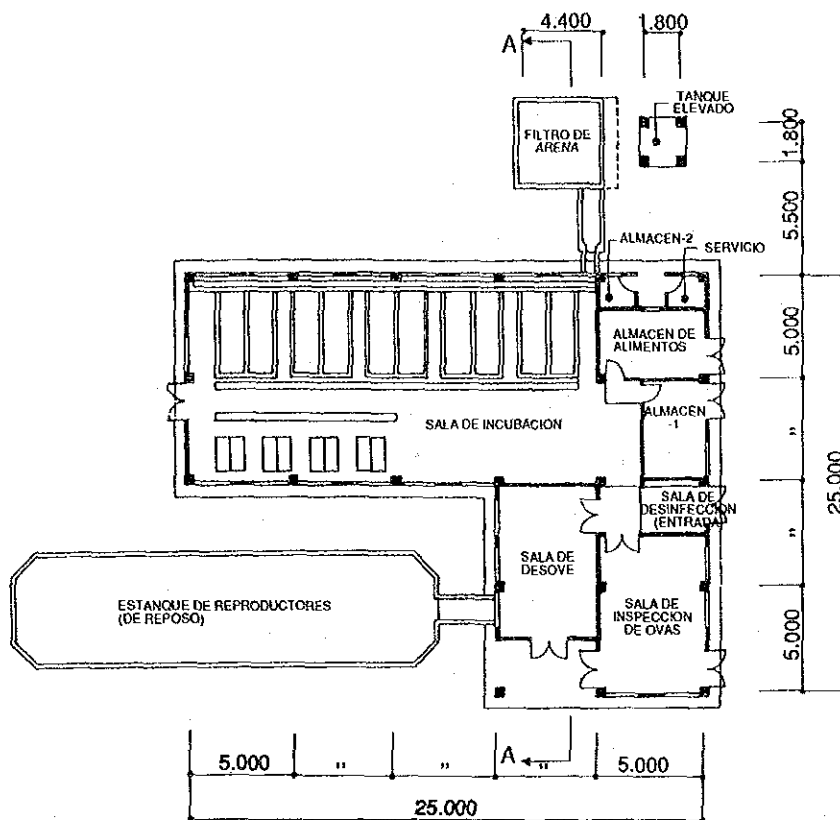 4.400
1.800
A
TANQUE
ELEVADO
FILTRO DE
ARENA
1.800
5.500
ALMACEN-2
SERVICIO
ALMACEN DE
ALIMENTOS
5.000
ALMACEN
-1
SALA DE INCUBACION
"
25.000
SALA DE
DESINFECCION
(ENTRADA)
"
SALA DE
DESOVE
ESTANQUE DE REPRODUCTORES
(DE REPOSO)
SALA DE
INSPECCION
DE OVAS
5.000
A
5.000
"
"
"
5.000
25.000